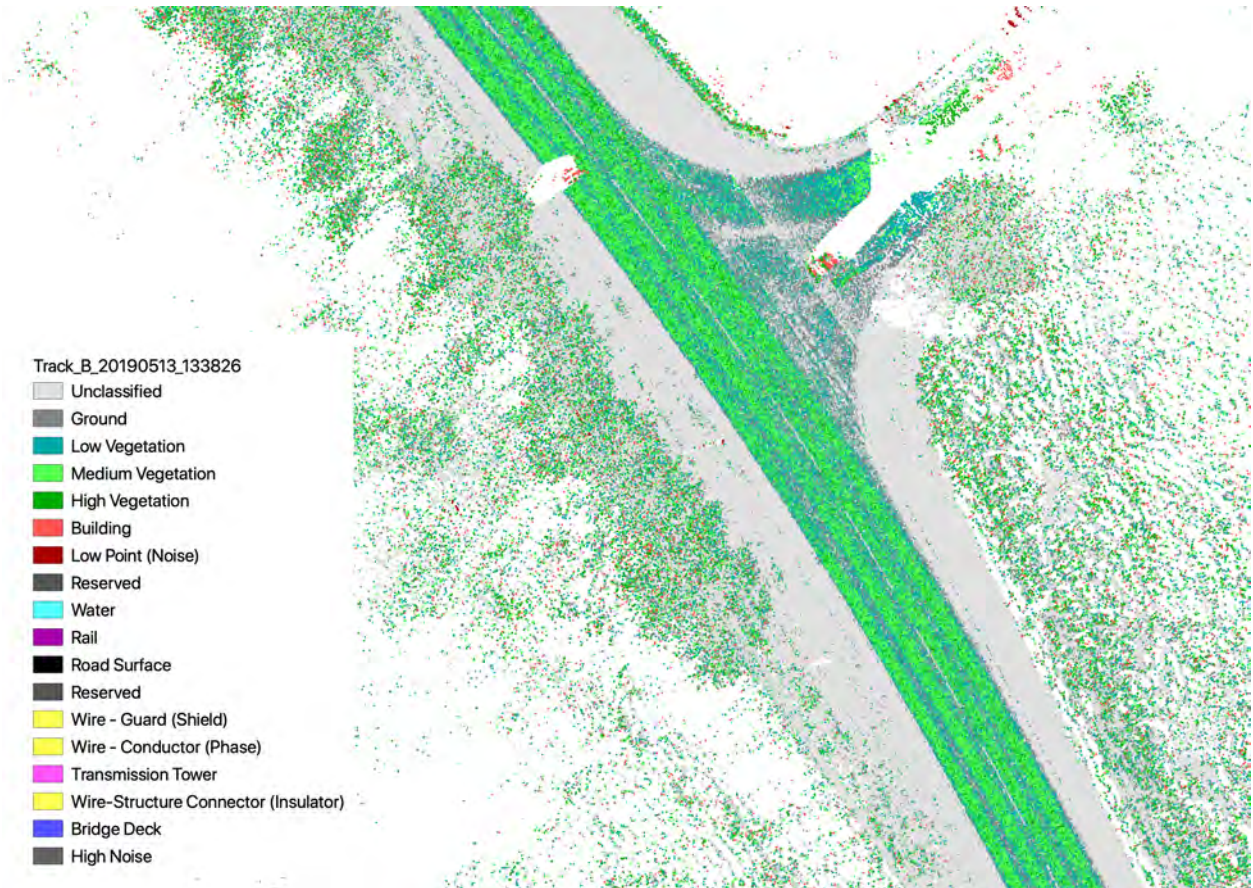 Track_B_20190513_133826
Unclassified
Ground
Low Vegetation
Medium Vegetation
High Vegetation
Building
Low Point (Noise)
Reserved
Water
Rail
Road Surface
Reserved
Wire - Guard (Shield)
Wire - Conductor (Phase)
Transmission Tower
Wire-Structure Connector (Insulator)
Bridge Deck
High Noise